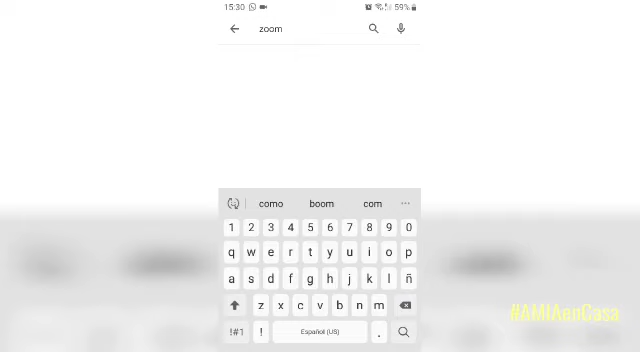 15:30 59%
zoom
como boom com ...
1 2 3 4 5 6 7 8 9 0
q w e r t y u i o p
a s d f g h j k l ñ
z x c v b n m
!#1 ! Español (US) .
#AMIAenCasa